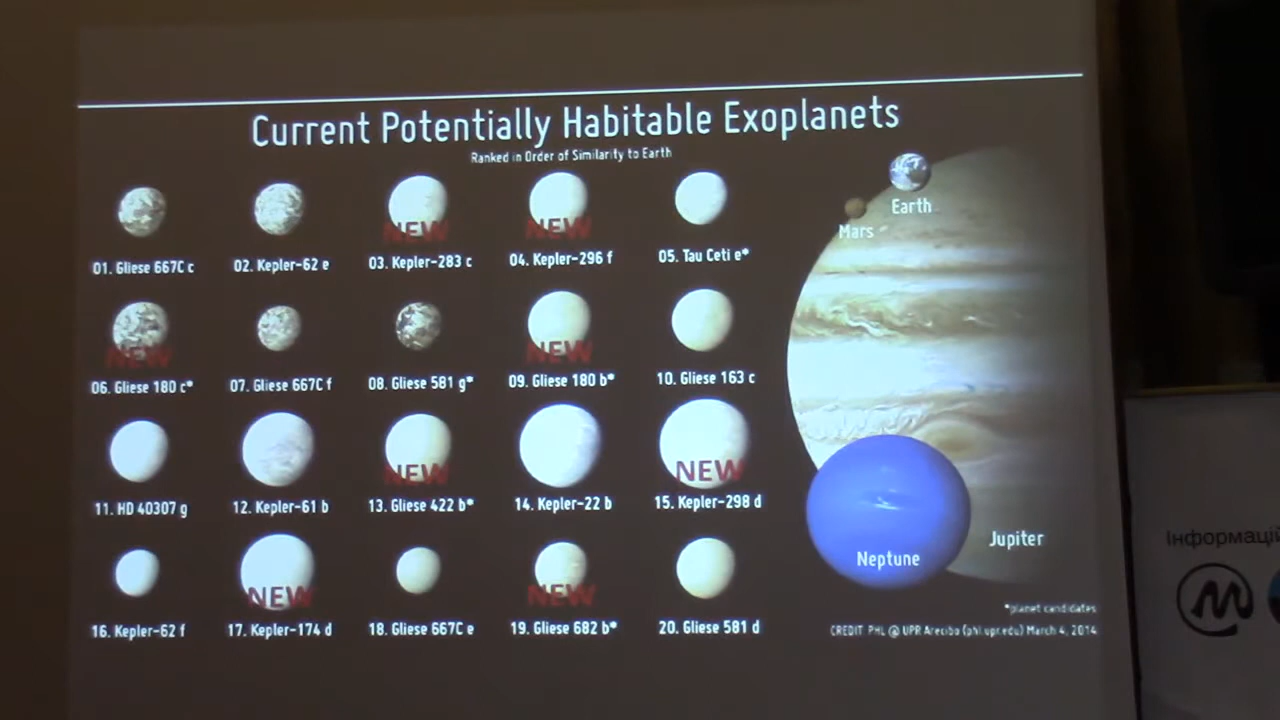 Current Potentially Habitable Exoplanets
Ranked in Order of Similarity to Earth
NEW
NEW
01. Gliese 667C c
02. Kepler-62 e
03. Kepler-283 c
04. Kepler-296 f
05. Tau Ceti e*
NEW
NEW
06. Gliese 180 c*
07. Gliese 667C f
08. Gliese 581 g*
09. Gliese 180 b*
10. Gliese 163 c
NEW
NEW
11. HD 40307 g
12. Kepler-61 b
13. Gliese 422 b*
14. Kepler-22 b
15. Kepler-298 d
NEW
NEW
16. Kepler-62 f
17. Kepler-174 d
18. Gliese 667C e
19. Gliese 682 b*
20. Gliese 581 d
Earth
Mars
Neptune
Jupiter
*planet candidates
CREDIT: PHL @ UPR Arecibo (phl.upr.edu) March 4, 2014
Інформацій